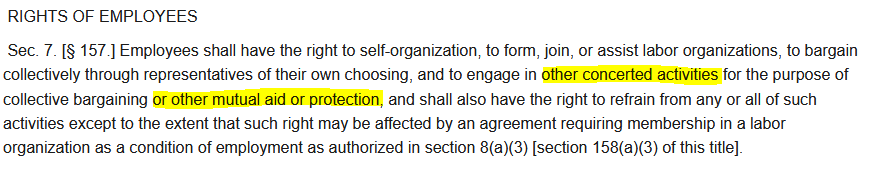 RIGHTS OF EMPLOYEES
Sec. 7. [§ 157.] Employees shall have the right to self-organization, to form, join, or assist labor organizations, to bargain
collectively through representatives of their own choosing, and to engage in other concerted activities for the purpose of
collective bargaining or other mutual aid or protection, and shall also have the right to refrain from any or all of such
activities except to the extent that such right may be affected by an agreement requiring membership in a labor
organization as a condition of employment as authorized in section 8(a)(3) [section 158(a)(3) of this title].